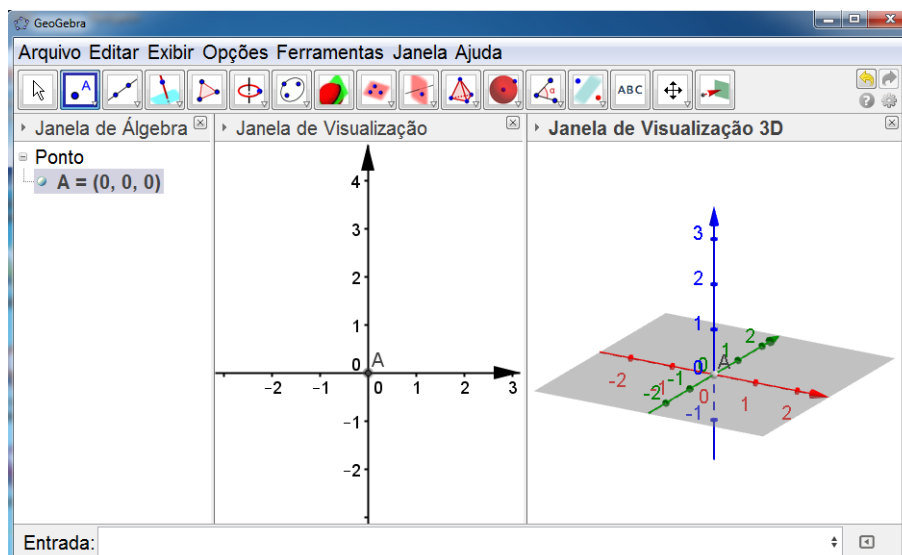 GeoGebra
Arquivo Editar Exibir Opções Ferramentas Janela Ajuda
A α ABC
Janela de Álgebra Janela de Visualização Janela de Visualização 3D
Ponto
A = (0, 0, 0)
4
3
2
1
0 A
-2 -1 0 1 2 3
-1
-2
3
2
1
0 A
-1
-2 -1 0 1 2
-2 -1 0 1 2
Entrada: